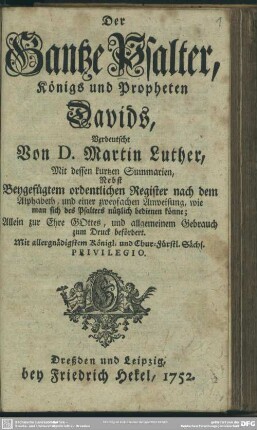 Der
Gantze Psalter,
Königs und Propheten
Davids,
Verdeutscht
Von D. Martin Luther,
Mit dessen kurtzen Summarien,
Nebst
Beygefügtem ordentlichen Register nach dem
Alphabeth, und einer zweyfachen Anweisung, wie
man sich des Psalters nützlich bedienen könne;
Allein zur Ehre GOttes, und allgemeinem Gebrauch
zum Druck befördert.
Mit allergnädigstem Königl. und Chur-Fürstl. Sächs.
PRIVILEGIO.
Dreßden und Leipzig,
bey Friedrich Hekel, 1752.
DFG